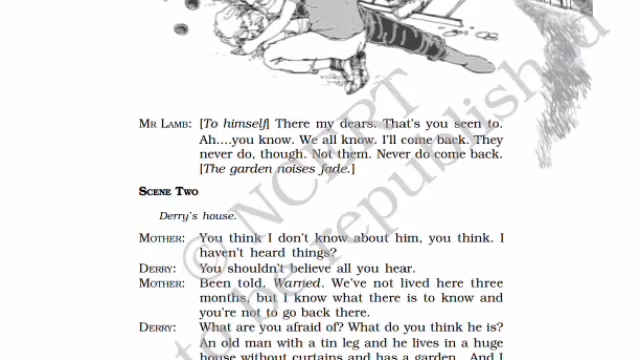 MR LAMB: [To himself] There my dears. That's you seen to.
Ah....you know. We all know. I'll come back. They
never do, though. Not them. Never do come back.
[The garden noises fade.]
SCENE TWO
Derry's house.
MOTHER: You think I don't know about him, you think. I
haven't heard things?
DERRY: You shouldn't believe all you hear.
MOTHER: Been told. Warned. We've not lived here three
months, but I know what there is to know and
you're not to go back there.
DERRY: What are you afraid of? What do you think he is?
An old man with a tin leg and he lives in a huge
house without curtains and has a garden. And I
© NCERT
to be republished